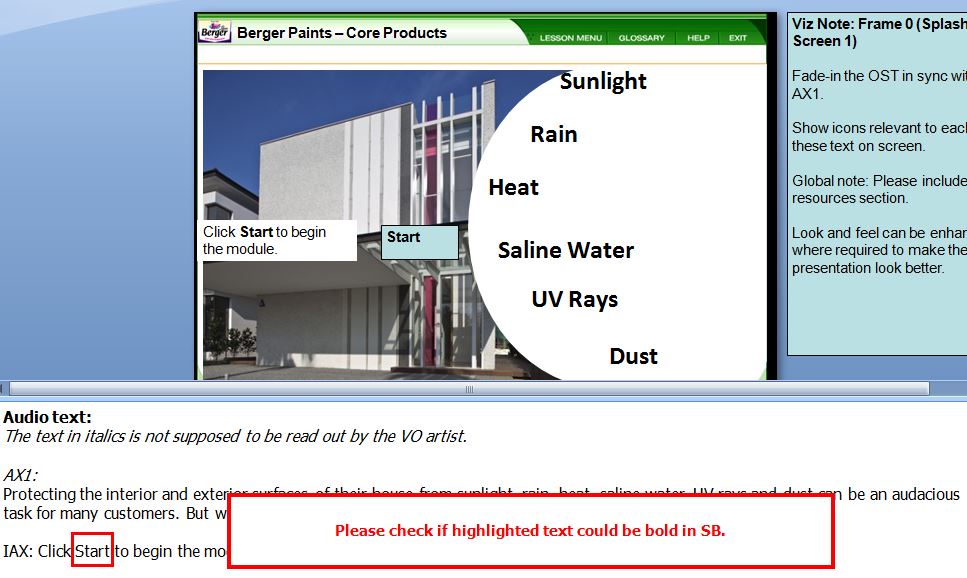 Berger
Berger Paints – Core Products
LESSON MENU GLOSSARY HELP EXIT
Sunlight
Rain
Heat
Saline Water
UV Rays
Dust
Click Start to begin
the module.
Start
Viz Note: Frame 0 (Splash
Screen 1)
Fade-in the OST in sync
AX1.
Show icons relevant to
these text on screen.
Global note: Please include
resources section.
Look and feel can be
where required to make the
presentation look better.
Audio text:
The text in italics is not supposed to be read out by the VO artist.
AX1:
Protecting the interior and exterior surfaces of their house from sunlight, rain, heat, saline water, UV rays and dust can be an audacious
task for many customers. But
Please check if highlighted text could be bold in SB.
IAX: Click Start to begin the